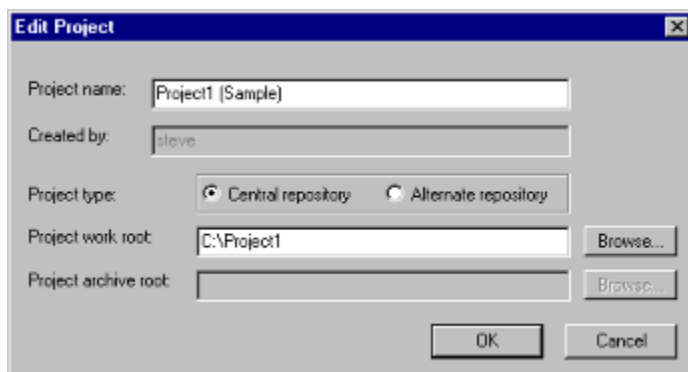 Edit Project
Project name: Project1 (Sample)
Created by: steve
Project type: Central repository Alternate repository
Project work root: C:\Project1 Browse...
Project archive root: Browse...
OK Cancel